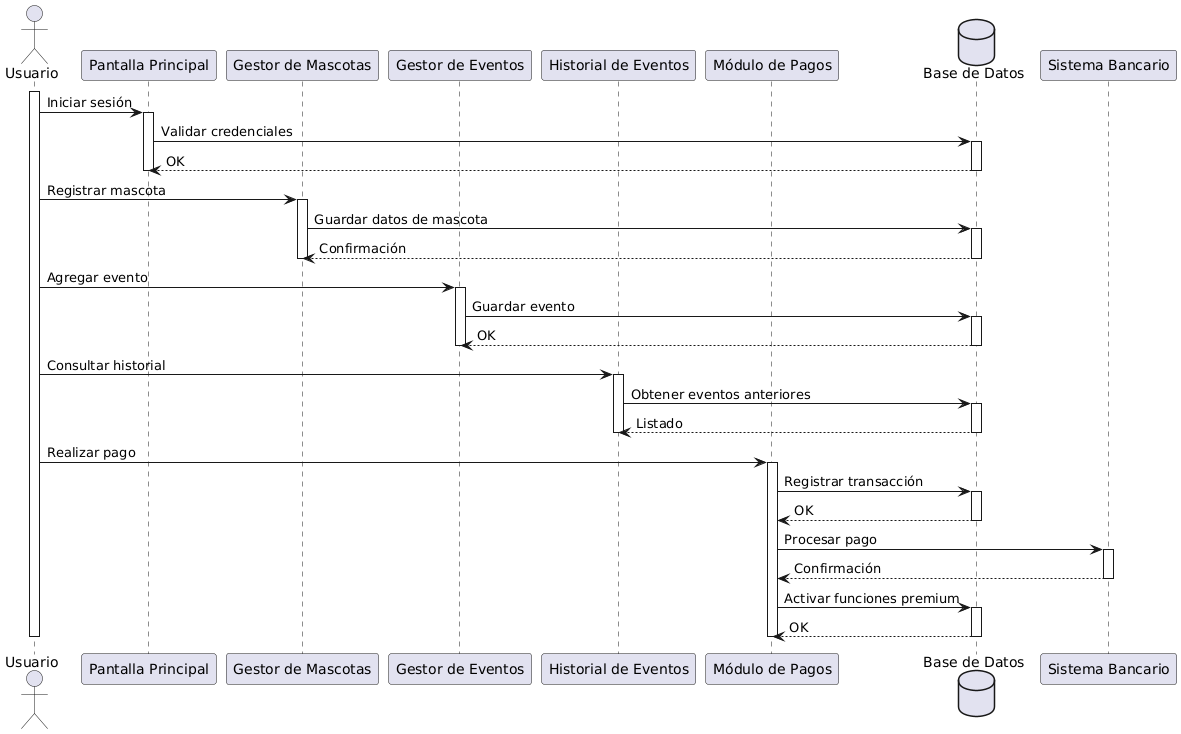 Usuario
Pantalla Principal
Gestor de Mascotas
Gestor de Eventos
Historial de Eventos
Módulo de Pagos
Base de Datos
Sistema Bancario
Iniciar sesión
Validar credenciales
OK
Registrar mascota
Guardar datos de mascota
Confirmación
Agregar evento
Guardar evento
OK
Consultar historial
Obtener eventos anteriores
Listado
Realizar pago
Registrar transacción
OK
Procesar pago
Confirmación
Activar funciones premium
OK
Usuario
Pantalla Principal
Gestor de Mascotas
Gestor de Eventos
Historial de Eventos
Módulo de Pagos
Base de Datos
Sistema Bancario